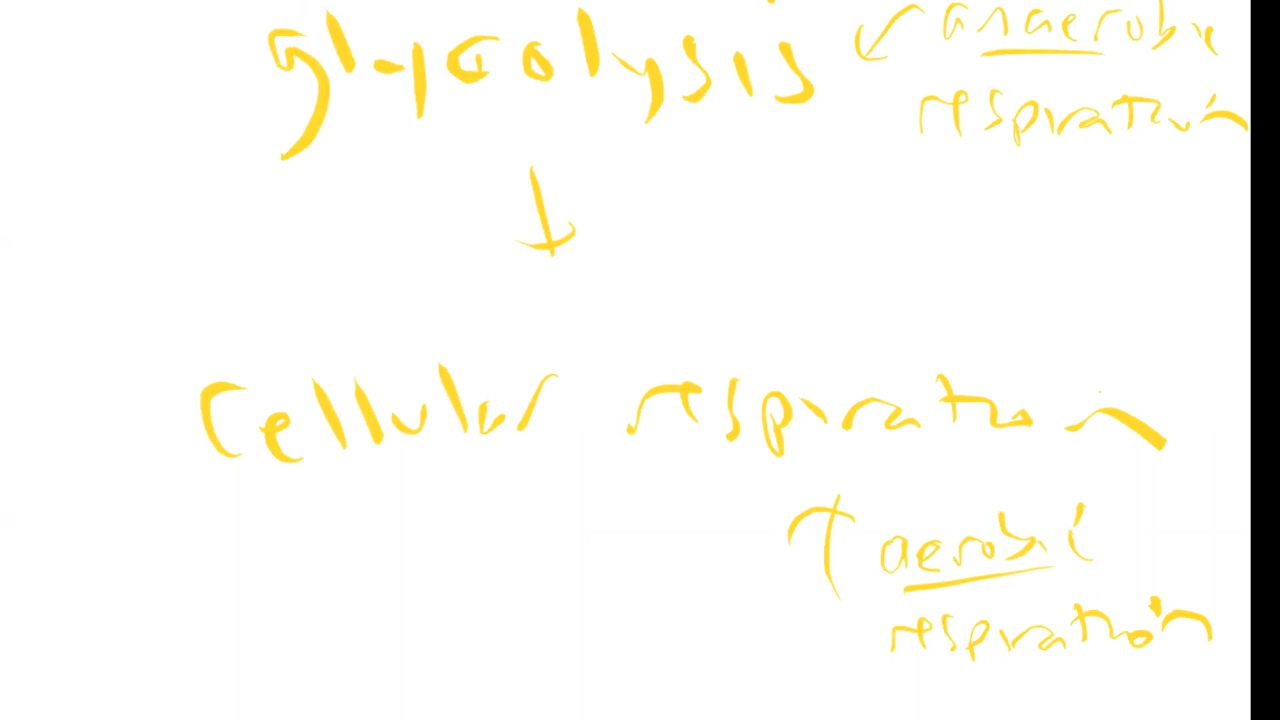 glycolysis
anaerobic
respiration
cellular respiration
aerobic
respiration